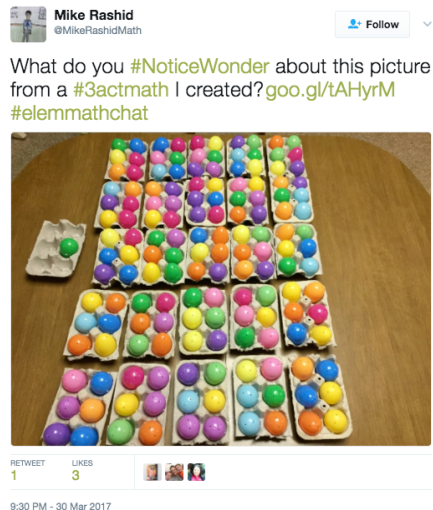 Mike Rashid
@MikeRashidMath
Follow
What do you #NoticeWonder about this picture
from a #3actmath I created? goo.gl/tAHyrM
#elemmathchat
RETWEET LIKES
1 3
9:30 PM - 30 Mar 2017